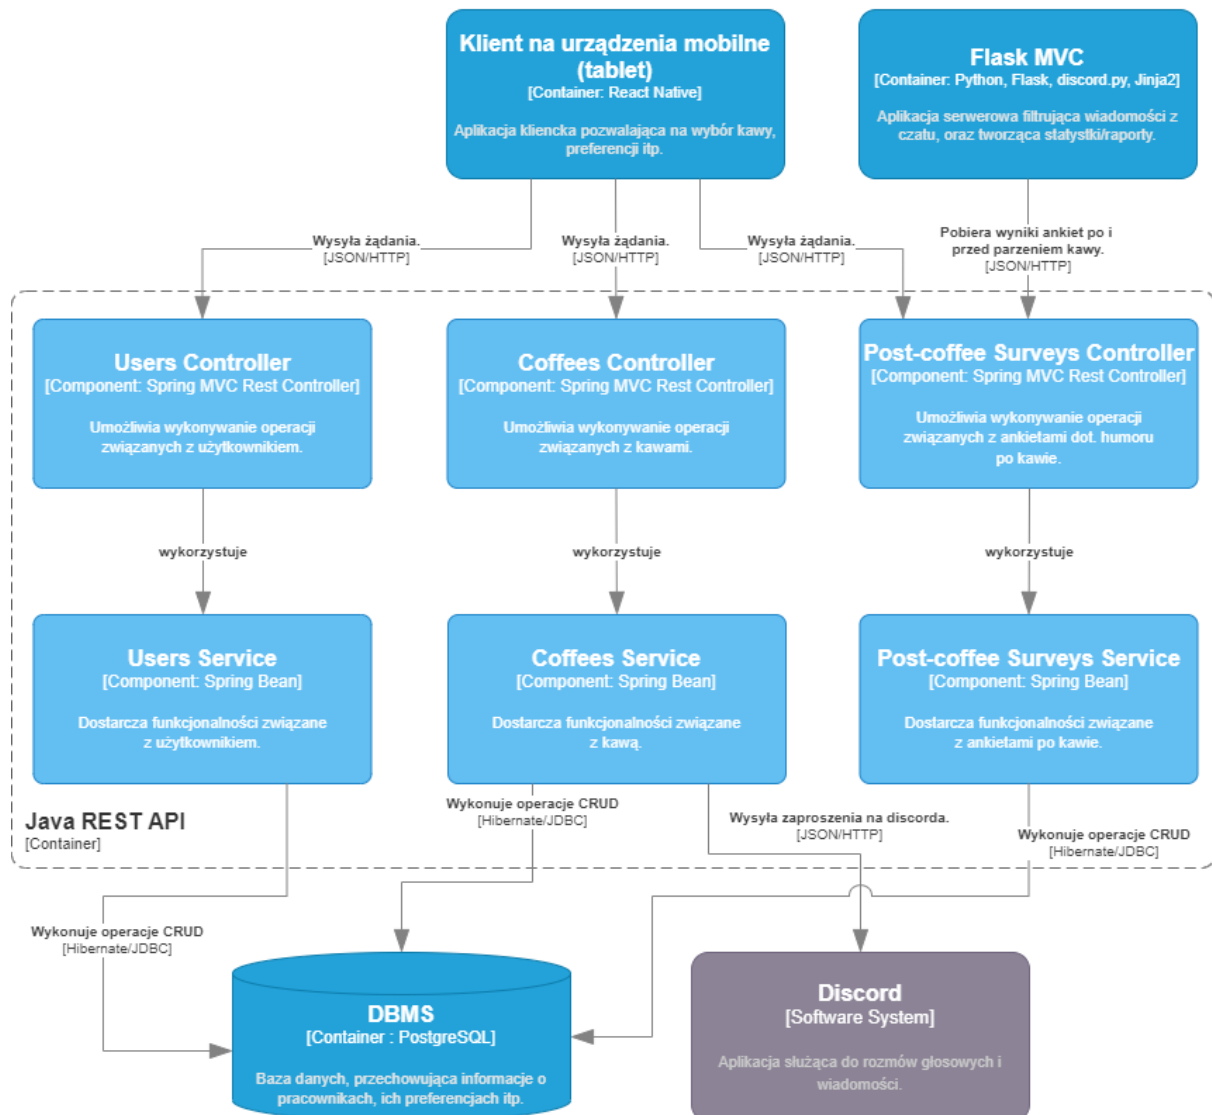 Klient na urządzenia mobilne
(tablet)
[Container: React Native]
Aplikacja kliencka pozwalająca na wybór kawy,
preferencji itp.
Flask MVC
[Container: Python, Flask, discord.py, Jinja2]
Aplikacja serwerowa filtrująca wiadomości z
czatu, oraz tworząca statystki/raporty.
Wysyła żądania.
[JSON/HTTP]
Wysyła żądania.
[JSON/HTTP]
Wysyła żądania.
[JSON/HTTP]
Pobiera wyniki ankiet po i
przed parzeniem kawy.
[JSON/HTTP]
Users Controller
[Component: Spring MVC Rest Controller]
Umożliwia wykonywanie operacji
związanych z użytkownikiem.
Coffees Controller
[Component: Spring MVC Rest Controller]
Umożliwia wykonywanie operacji
związanych z kawami.
Post-coffee Surveys Controller
[Component: Spring MVC Rest Controller]
Umożliwia wykonywanie operacji
związanych z ankietami dot. humoru
po kawie.
wykorzystuje
wykorzystuje
wykorzystuje
Users Service
[Component: Spring Bean]
Dostarcza funkcjonalności związane
z użytkownikiem.
Coffees Service
[Component: Spring Bean]
Dostarcza funkcjonalności związane
z kawą.
Post-coffee Surveys Service
[Component: Spring Bean]
Dostarcza funkcjonalności związane
z ankietami po kawie.
Java REST API
[Container]
Wykonuje operacje CRUD
[Hibernate/JDBC]
Wysyła zaproszenia na discorda.
[JSON/HTTP]
Wykonuje operacje CRUD
[Hibernate/JDBC]
Wykonuje operacje CRUD
[Hibernate/JDBC]
DBMS
[Container : PostgreSQL]
Baza danych, przechowująca informacje o
pracownikach, ich preferencjach itp.
Discord
[Software System]
Aplikacja służąca do rozmów głosowych i
wiadomości.